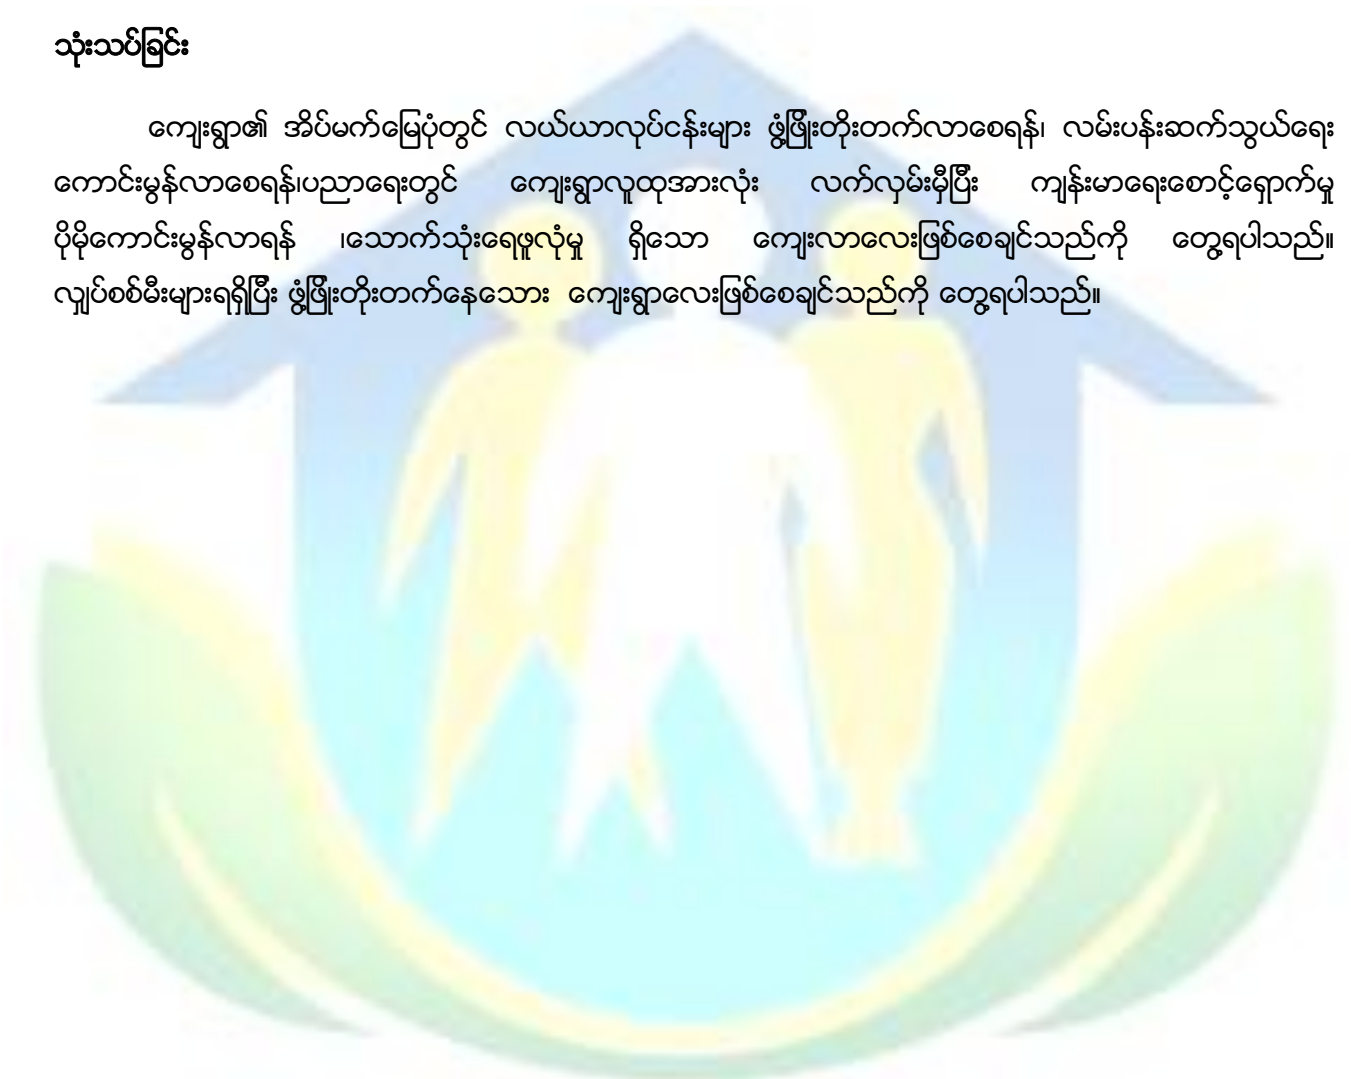 သုံးသပ်ခြင်း
ကျေးရွာ၏ အိပ်မက်မြေပုံတွင် လယ်ယာလုပ်ငန်းများ ဖွံ့ဖြိုးတိုးတက်လာစေရန်၊ လမ်းပန်းဆက်သွယ်ရေး
ကောင်းမွန်လာစေရန်၊ပညာရေးတွင် ကျေးရွာလူထုအားလုံး လက်လှမ်းမှီပြီး ကျန်းမာရေးစောင့်ရှောက်မှု
ပိုမိုကောင်းမွန်လာရန် ၊သောက်သုံးရေဖူလုံမှု ရှိသော ကျေးလာလေးဖြစ်စေချင်သည်ကို တွေ့ရပါသည်။
လျှပ်စစ်မီးများရရှိပြီး ဖွံ့ဖြိုးတိုးတက်နေသေား ကျေးရွာလေးဖြစ်စေချင်သည်ကို တွေ့ရပါသည်။